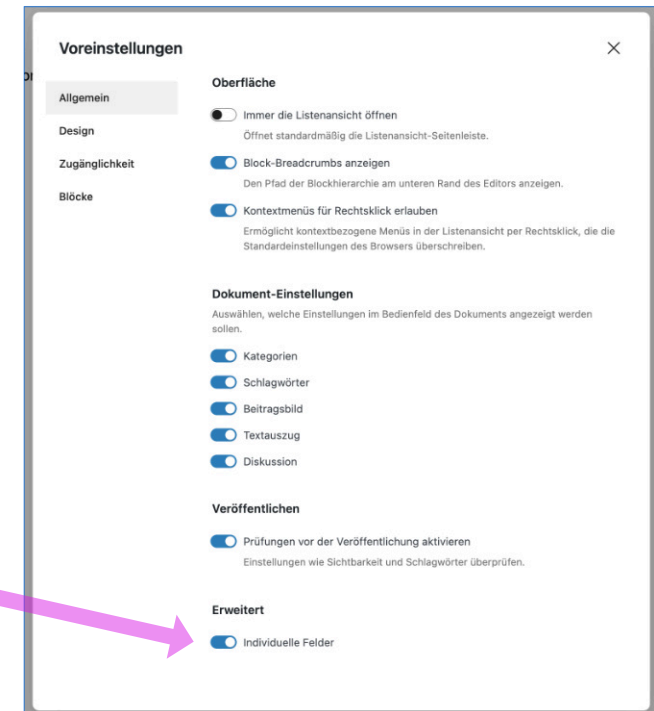 Voreinstellungen
Allgemein
Design
Zugänglichkeit
Blöcke
Oberfläche
Immer die Listenansicht öffnen
Öffnet standardmäßig die Listenansicht-Seitenleiste.
Block-Breadcrumbs anzeigen
Den Pfad der Blockhierarchie am unteren Rand des Editors anzeigen.
Kontextmenüs für Rechtsklick erlauben
Ermöglicht kontextbezogene Menüs in der Listenansicht per Rechtsklick, die die
Standardeinstellungen des Browsers überschreiben.
Dokument-Einstellungen
Auswählen, welche Einstellungen im Bedienfeld des Dokuments angezeigt werden
sollen.
Kategorien
Schlagwörter
Beitragsbild
Textauszug
Diskussion
Veröffentlichen
Prüfungen vor der Veröffentlichung aktivieren
Einstellungen wie Sichtbarkeit und Schlagwörter überprüfen.
Erweitert
Individuelle Felder